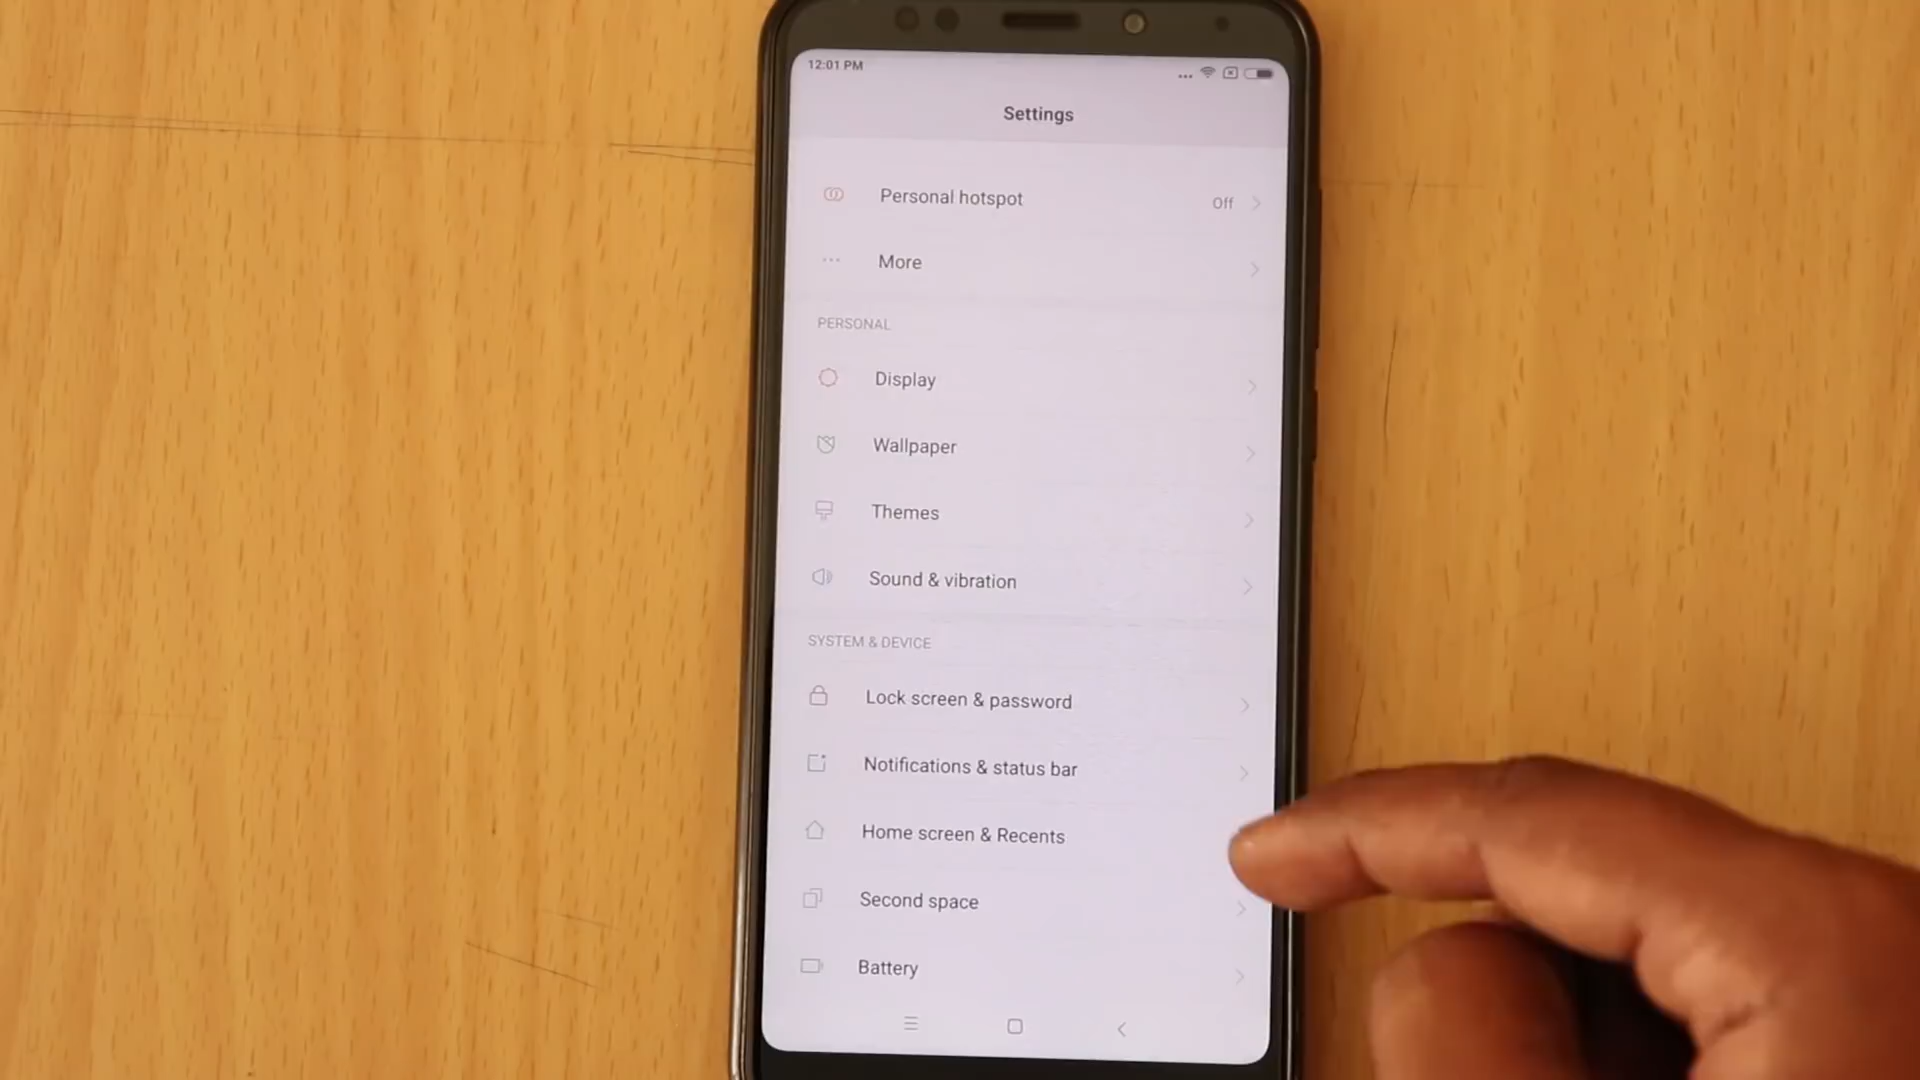 12:01 PM
Settings
Personal hotspot Off
More
PERSONAL
Display
Wallpaper
Themes
Sound & vibration
SYSTEM & DEVICE
Lock screen & password
Notifications & status bar
Home screen & Recents
Second space
Battery